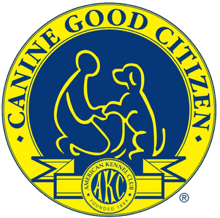 · CANINE GOOD CITIZEN ·
AMERICAN KENNEL CLUB
AKC
FOUNDED 1884
®